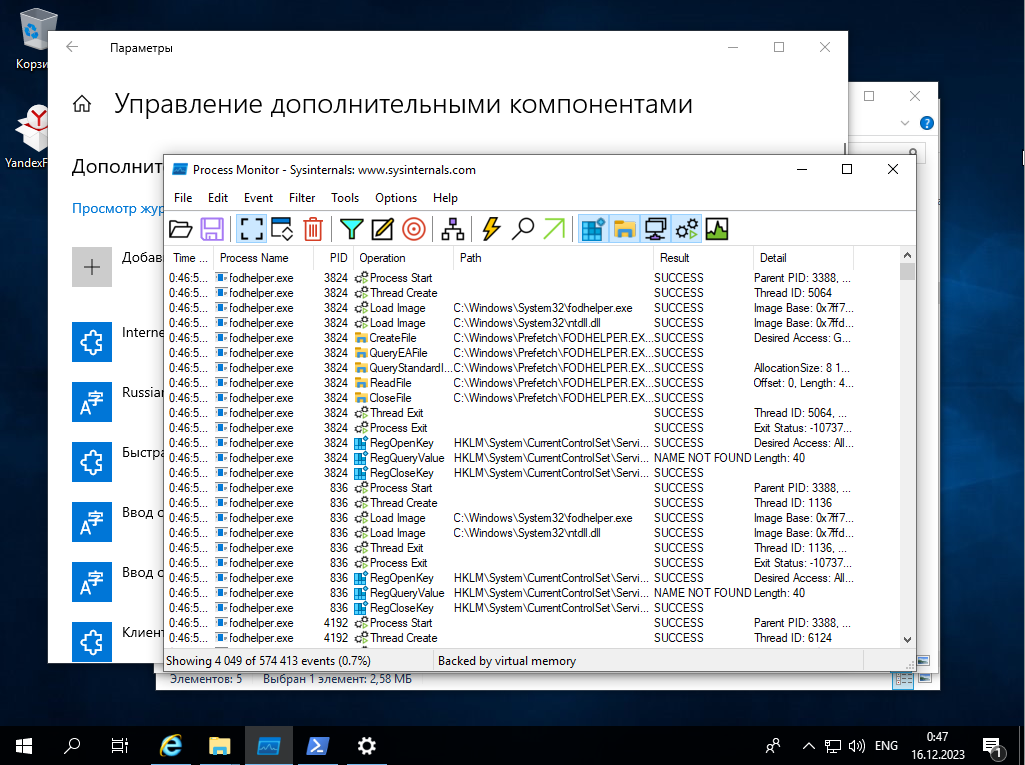 Корзи
YandexF
Параметры
Управление дополнительными компонентами
Дополнит
Просмотр жур
Добав
Interne
Russian
Быстра
Ввод с
Ввод с
Клиент
Process Monitor - Sysinternals: www.sysinternals.com
File Edit Event Filter Tools Options Help
Time ... Process Name PID Operation Path Result Detail
0:46:5... fodhelper.exe 3824 Process Start SUCCESS Parent PID: 3388, ...
0:46:5... fodhelper.exe 3824 Thread Create SUCCESS Thread ID: 5064
0:46:5... fodhelper.exe 3824 Load Image C:\Windows\System32\fodhelper.exe SUCCESS Image Base: 0x7ff7...
0:46:5... fodhelper.exe 3824 Load Image C:\Windows\System32\ntdll.dll SUCCESS Image Base: 0x7ffd...
0:46:5... fodhelper.exe 3824 CreateFile C:\Windows\Prefetch\FODHELPER.EX... SUCCESS Desired Access: G...
0:46:5... fodhelper.exe 3824 QueryEAFile C:\Windows\Prefetch\FODHELPER.EX... SUCCESS
0:46:5... fodhelper.exe 3824 QueryStandardI... C:\Windows\Prefetch\FODHELPER.EX... SUCCESS AllocationSize: 8 1...
0:46:5... fodhelper.exe 3824 ReadFile C:\Windows\Prefetch\FODHELPER.EX... SUCCESS Offset: 0, Length: 4...
0:46:5... fodhelper.exe 3824 CloseFile C:\Windows\Prefetch\FODHELPER.EX... SUCCESS
0:46:5... fodhelper.exe 3824 Thread Exit SUCCESS Thread ID: 5064, ...
0:46:5... fodhelper.exe 3824 Process Exit SUCCESS Exit Status: -10737...
0:46:5... fodhelper.exe 3824 RegOpenKey HKLM\System\CurrentControlSet\Servi... SUCCESS Desired Access: All...
0:46:5... fodhelper.exe 3824 RegQueryValue HKLM\System\CurrentControlSet\Servi... NAME NOT FOUND Length: 40
0:46:5... fodhelper.exe 3824 RegCloseKey HKLM\System\CurrentControlSet\Servi... SUCCESS
0:46:5... fodhelper.exe 836 Process Start SUCCESS Parent PID: 3388, ...
0:46:5... fodhelper.exe 836 Thread Create SUCCESS Thread ID: 1136
0:46:5... fodhelper.exe 836 Load Image C:\Windows\System32\fodhelper.exe SUCCESS Image Base: 0x7ff7...
0:46:5... fodhelper.exe 836 Load Image C:\Windows\System32\ntdll.dll SUCCESS Image Base: 0x7ffd...
0:46:5... fodhelper.exe 836 Thread Exit SUCCESS Thread ID: 1136, ...
0:46:5... fodhelper.exe 836 Process Exit SUCCESS Exit Status: -10737...
0:46:5... fodhelper.exe 836 RegOpenKey HKLM\System\CurrentControlSet\Servi... SUCCESS Desired Access: All...
0:46:5... fodhelper.exe 836 RegQueryValue HKLM\System\CurrentControlSet\Servi... NAME NOT FOUND Length: 40
0:46:5... fodhelper.exe 836 RegCloseKey HKLM\System\CurrentControlSet\Servi... SUCCESS
0:46:5... fodhelper.exe 4192 Process Start SUCCESS Parent PID: 3388, ...
0:46:5... fodhelper.exe 4192 Thread Create SUCCESS Thread ID: 6124
Showing 4 049 of 574 413 events (0.7%) Backed by virtual memory
Элементов: 5 Выбран 1 элемент: 2,58 МБ
ENG
0:47
16.12.2023
1